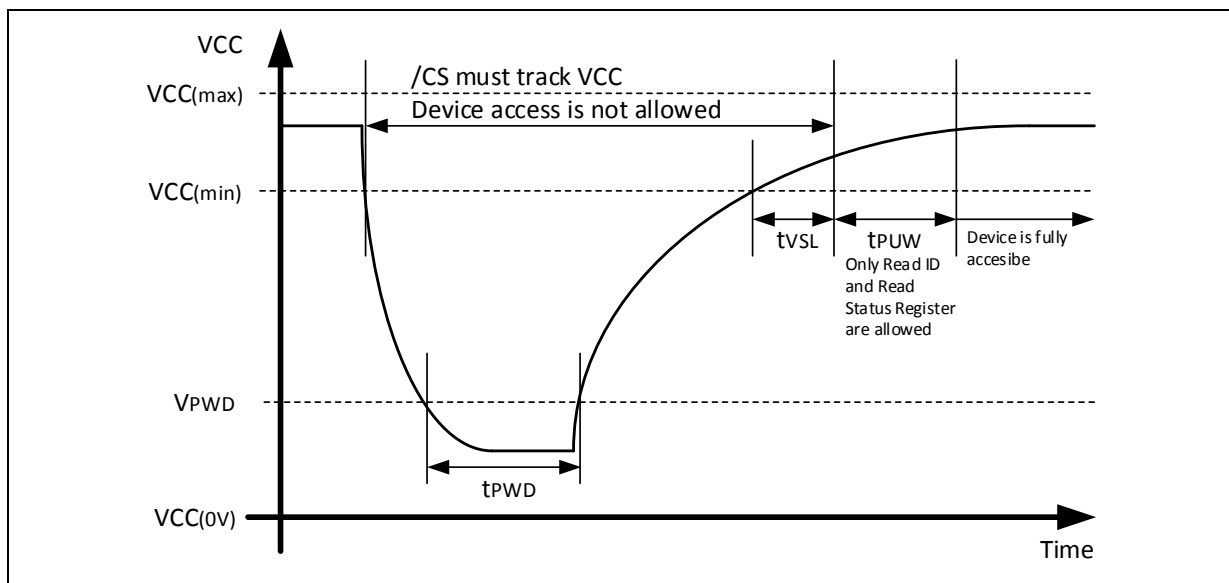 VCC
/CS must track VCC
VCC(max)
Device access is not allowed
VCC(min)
tVSL
tPUW
Device is fully
accesibe
Only Read ID
and Read
Status Register
are allowed
VPWD
tPWD
VCC(0V)
Time